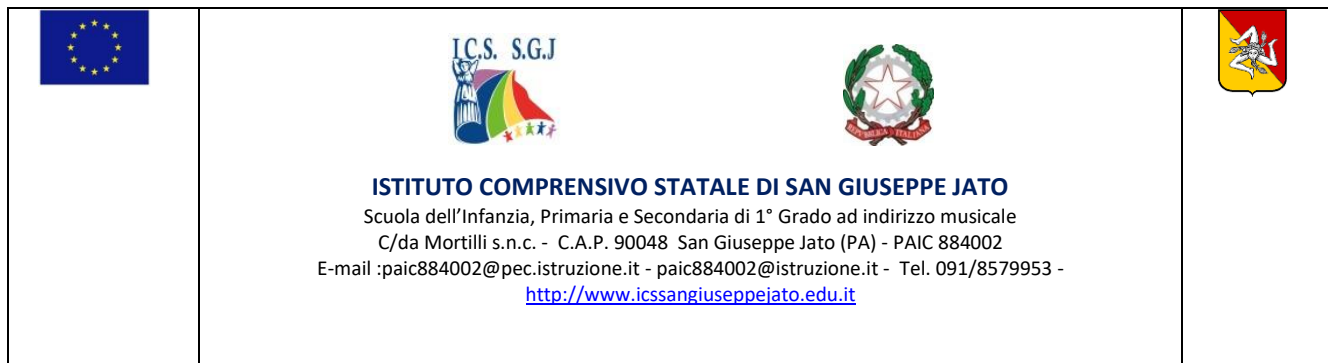 I.C.S. S.G.J
REPVBBLICA ITALIANA
ISTITUTO COMPRENSIVO STATALE DI SAN GIUSEPPE JATO
Scuola dell’Infanzia, Primaria e Secondaria di 1° Grado ad indirizzo musicale
C/da Mortilli s.n.c. - C.A.P. 90048 San Giuseppe Jato (PA) - PAIC 884002
E-mail :paic884002@pec.istruzione.it - paic884002@istruzione.it - Tel. 091/8579953 -
http://www.icssangiuseppejato.edu.it